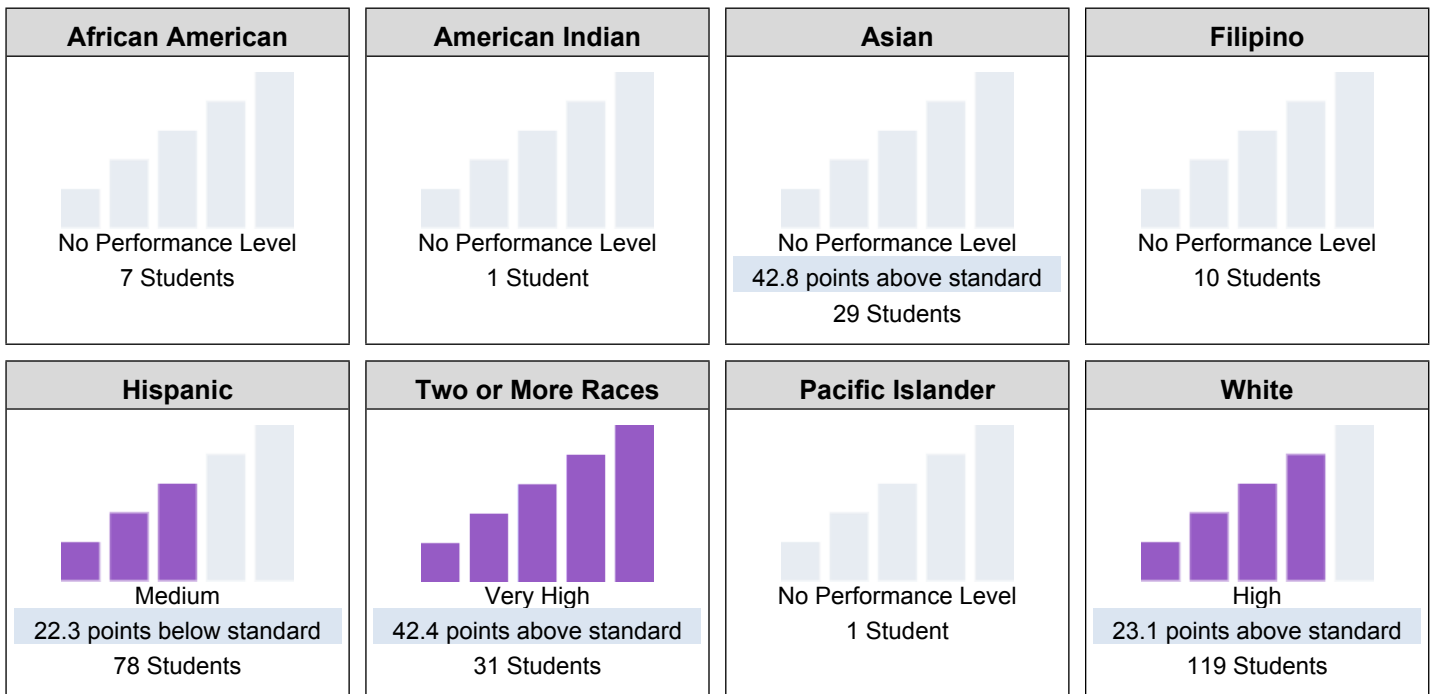 African American
No Performance Level
7 Students
American Indian
No Performance Level
1 Student
Asian
No Performance Level
42.8 points above standard
29 Students
Filipino
No Performance Level
10 Students
Hispanic
Medium
22.3 points below standard
78 Students
Two or More Races
Very High
42.4 points above standard
31 Students
Pacific Islander
No Performance Level
1 Student
White
High
23.1 points above standard
119 Students